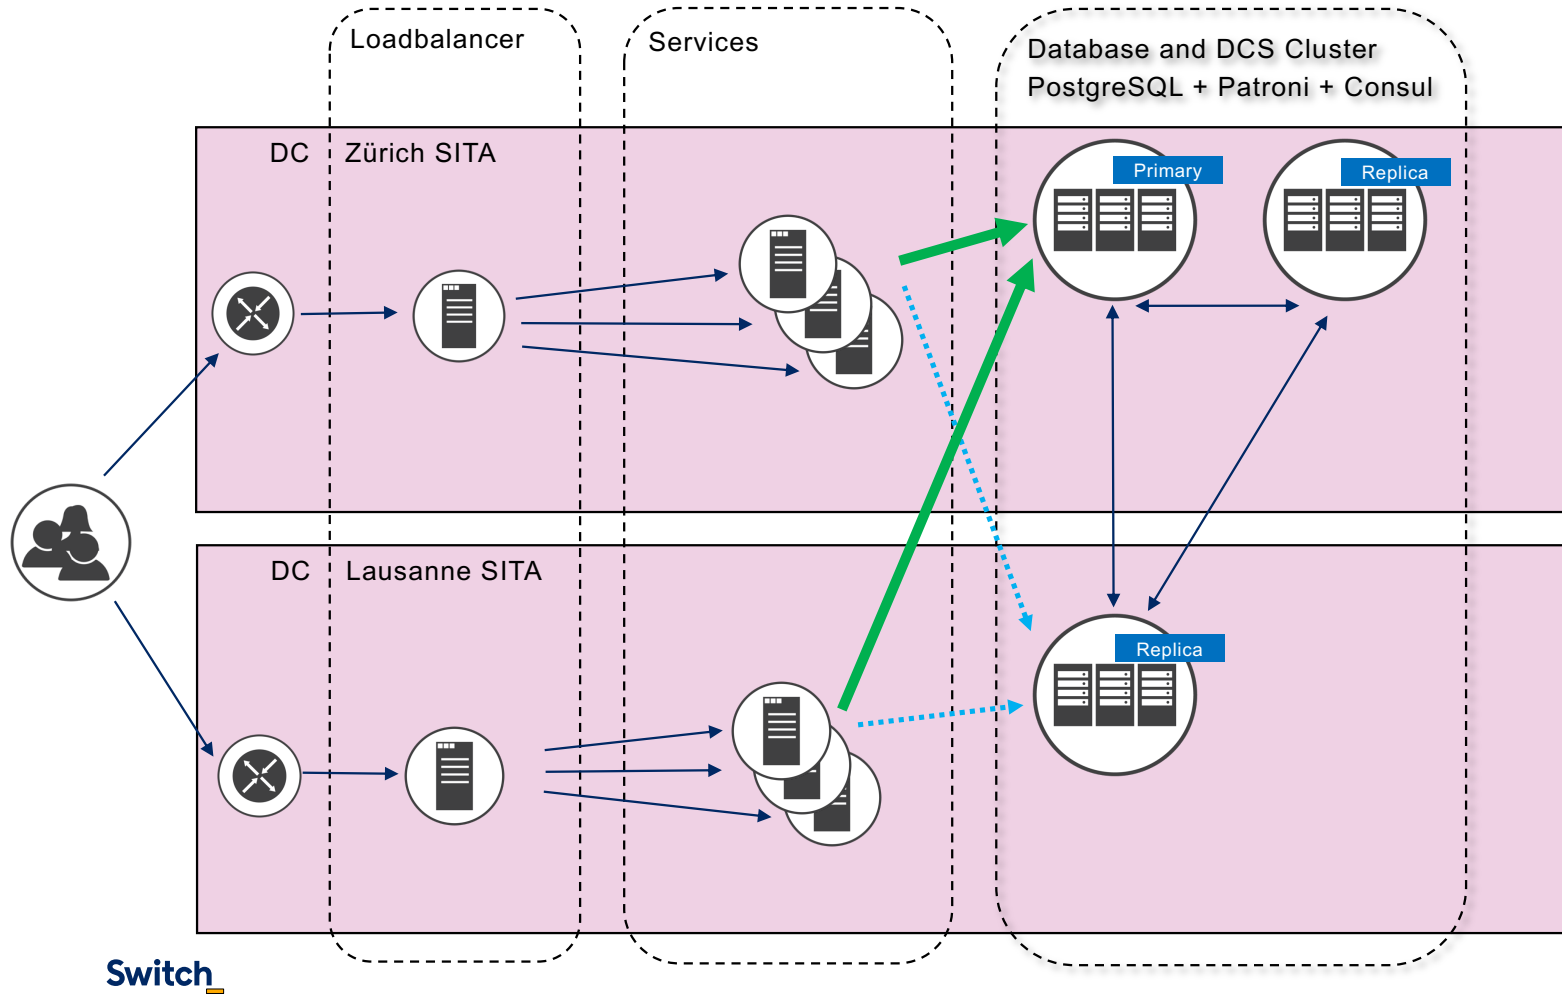 Loadbalancer
Services
Database and DCS Cluster
PostgreSQL + Patroni + Consul
DC Zürich SITA
Primary
Replica
DC Lausanne SITA
Replica
Switch